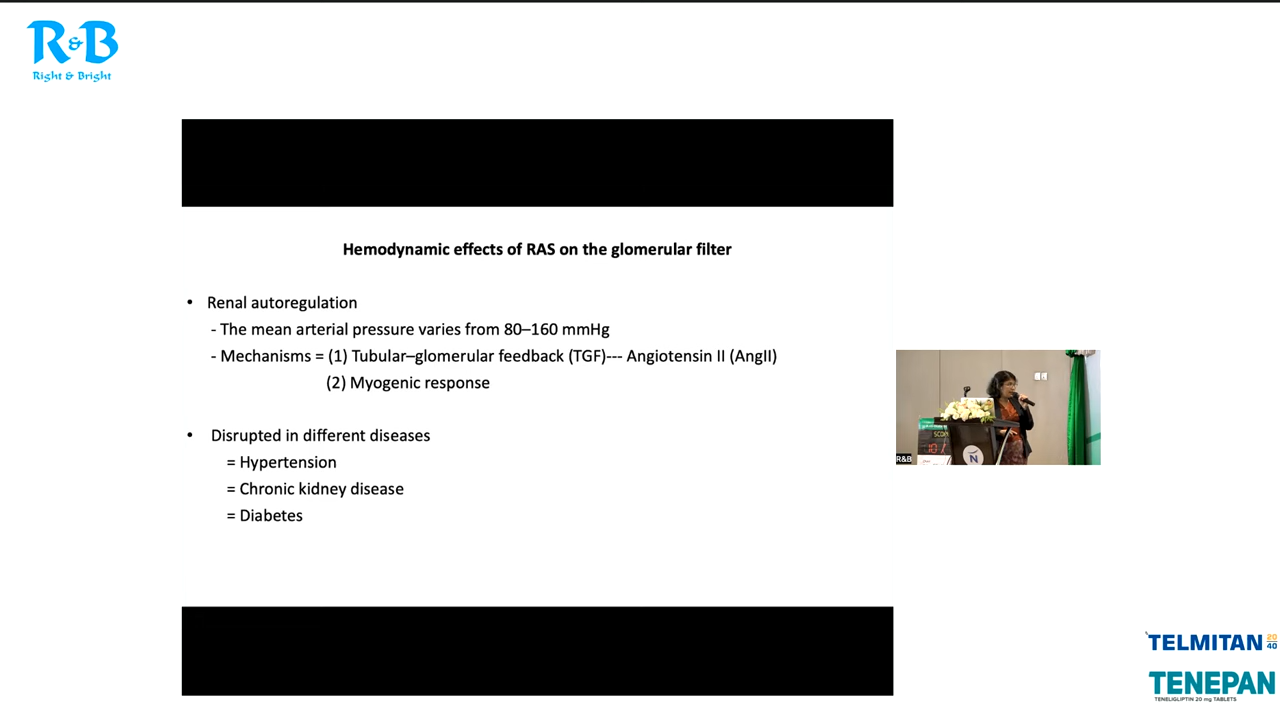 R&B
Right & Bright
Hemodynamic effects of RAS on the glomerular filter
• Renal autoregulation
- The mean arterial pressure varies from 80–160 mmHg
- Mechanisms = (1) Tubular–glomerular feedback (TGF)--- Angiotensin II (AngII)
(2) Myogenic response
• Disrupted in different diseases
= Hypertension
= Chronic kidney disease
= Diabetes
R&B
N
TELMITAN 20 40
TENEPAN
TENELIGLIPTIN 20 mg TABLETS